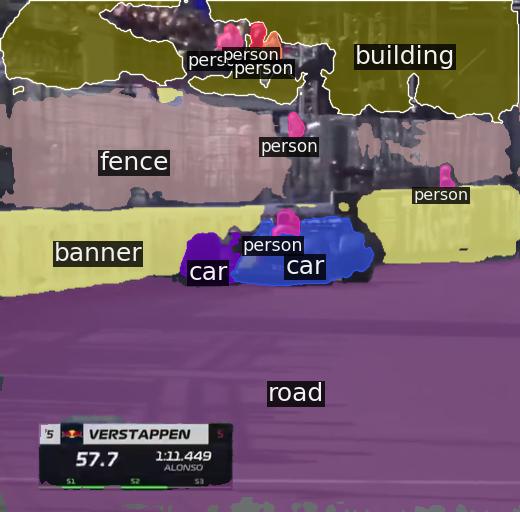 person
person
person
building
person
fence
person
banner
person
car
car
road
'5 VERSTAPPEN 5
57.7 1:11.449
ALONSO
S1 S2 S3